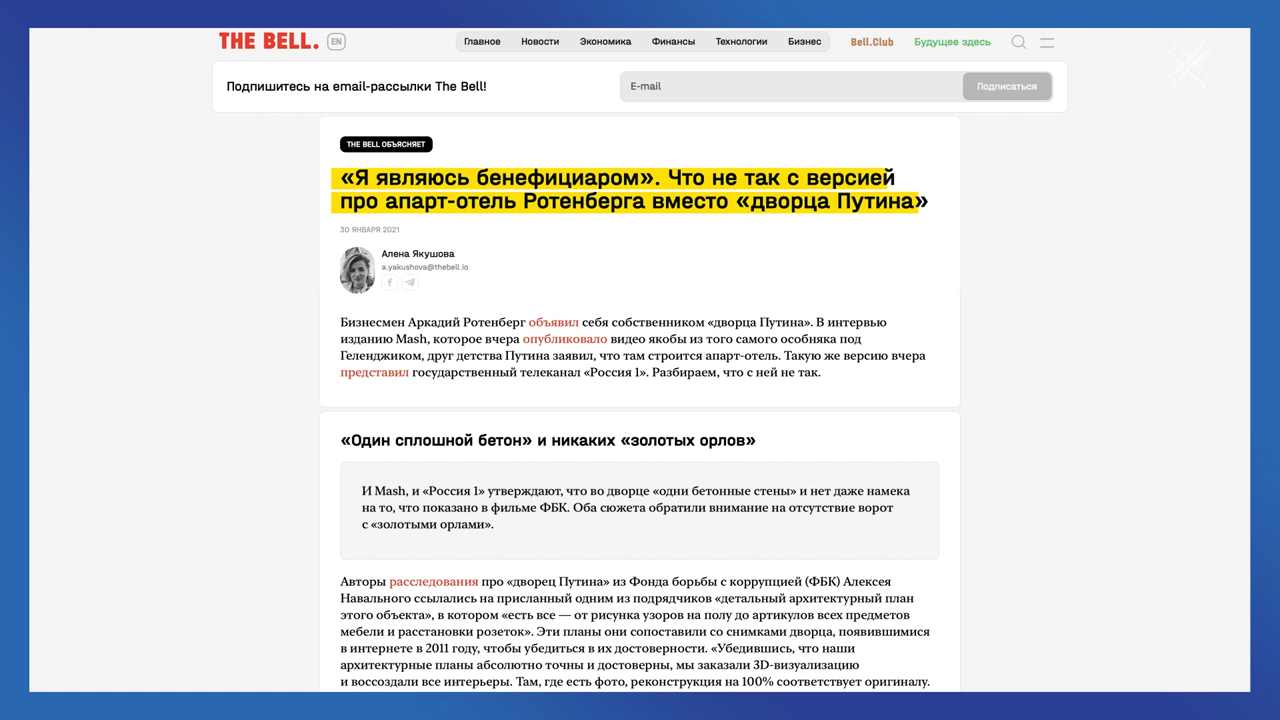 THE BELL. EN Главное Новости Экономика Финансы Технологии Бизнес Bell.Club Будущее здесь
Подпишитесь на email-рассылки The Bell! E-mail Подписаться
THE BELL ОБЪЯСНЯЕТ
«Я являюсь бенефициаром». Что не так с версией
про апарт-отель Ротенберга вместо «дворца Путина»
30 ЯНВАРЯ 2021
Алена Якушова
a.yakushova@thebell.io
Бизнесмен Аркадий Ротенберг объявил себя собственником «дворца Путина». В интервью
изданию Mash, которое вчера опубликовало видео якобы из того самого особняка под
Геленджиком, друг детства Путина заявил, что там строится апарт-отель. Такую же версию вчера
представил государственный телеканал «Россия 1». Разбираем, что с ней не так.
«Один сплошной бетон» и никаких «золотых орлов»
И Mash, и «Россия 1» утверждают, что во дворце «одни бетонные стены» и нет даже намека
на то, что показано в фильме ФБК. Оба сюжета обратили внимание на отсутствие ворот
с «золотыми орлами».
Авторы расследования про «дворец Путина» из Фонда борьбы с коррупцией (ФБК) Алексея
Навального ссылались на присланный одним из подрядчиков «детальный архитектурный план
этого объекта», в котором «есть все — от рисунка узоров на полу до артикулов всех предметов
мебели и расстановки розеток». Эти планы они сопоставили со снимками дворца, появившимися
в интернете в 2011 году, чтобы убедиться в их достоверности. «Убедившись, что наши
архитектурные планы абсолютно точны и достоверны, мы заказали 3D-визуализацию
и воссоздали все интерьеры. Там, где есть фото, реконструкция на 100% соответствует оригиналу.